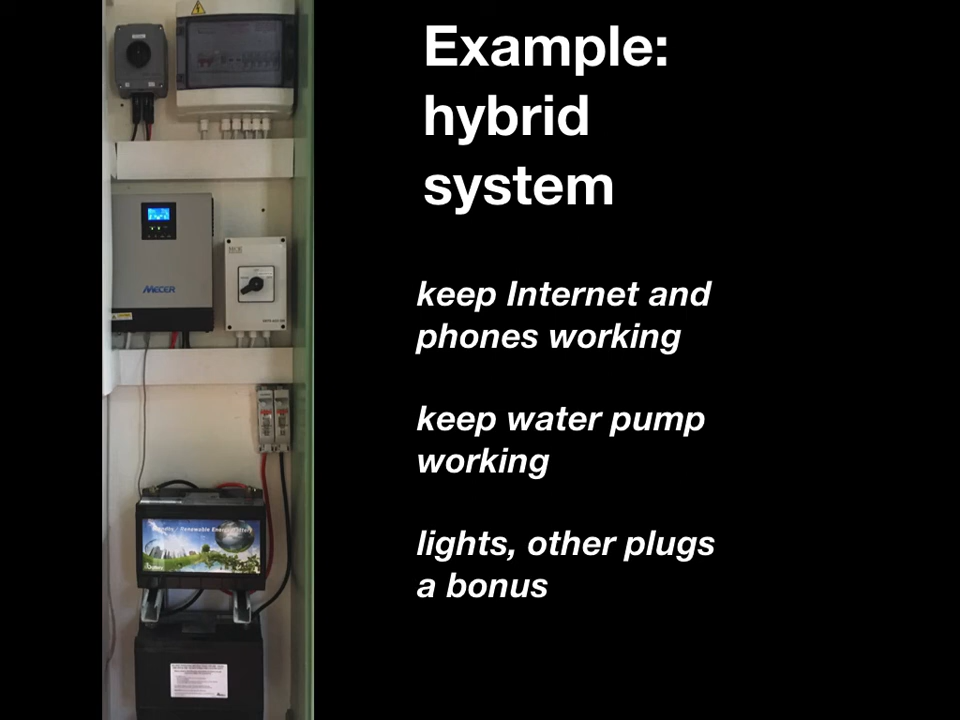 Example:
hybrid
system
keep Internet and
phones working
keep water pump
working
lights, other plugs
a bonus
MECER
Renewable Energy